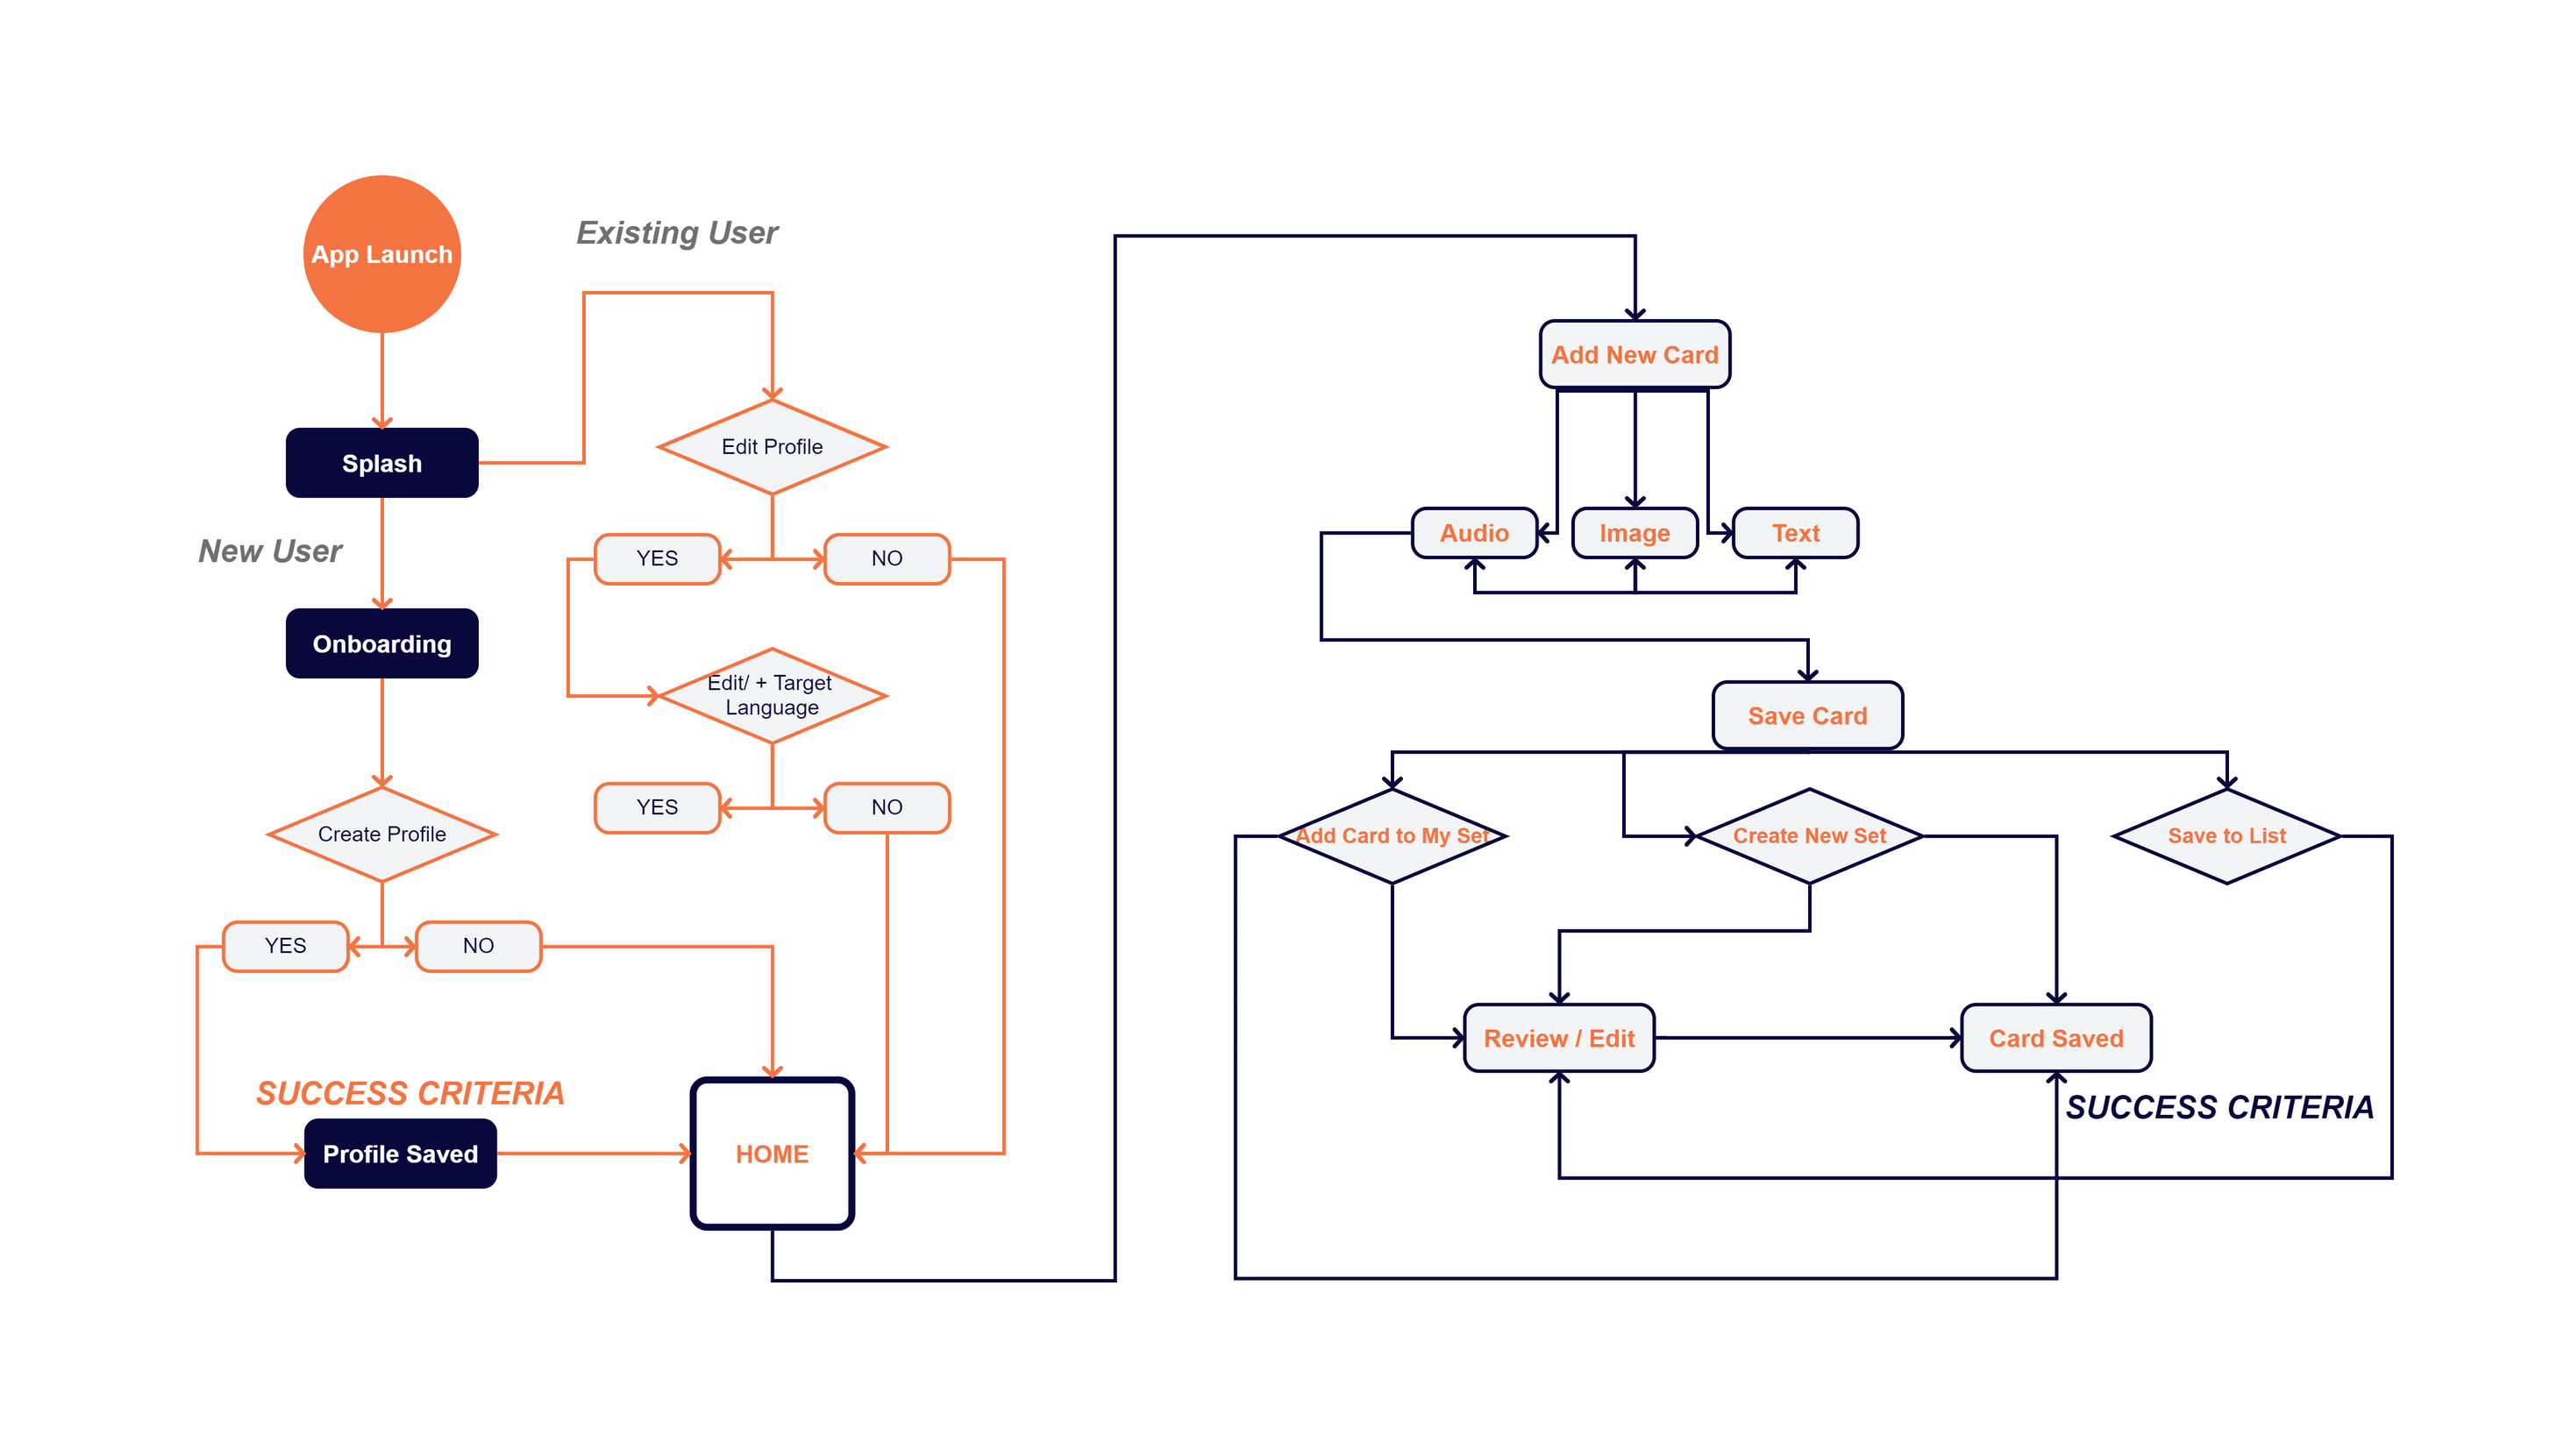 App Launch
Existing User
Splash
New User
Edit Profile
YES
NO
Onboarding
Edit/ + Target
Language
YES
NO
Create Profile
YES
NO
SUCCESS CRITERIA
Profile Saved
HOME
Add New Card
Audio
Image
Text
Save Card
Add Card to My Set
Create New Set
Save to List
Review / Edit
Card Saved
SUCCESS CRITERIA